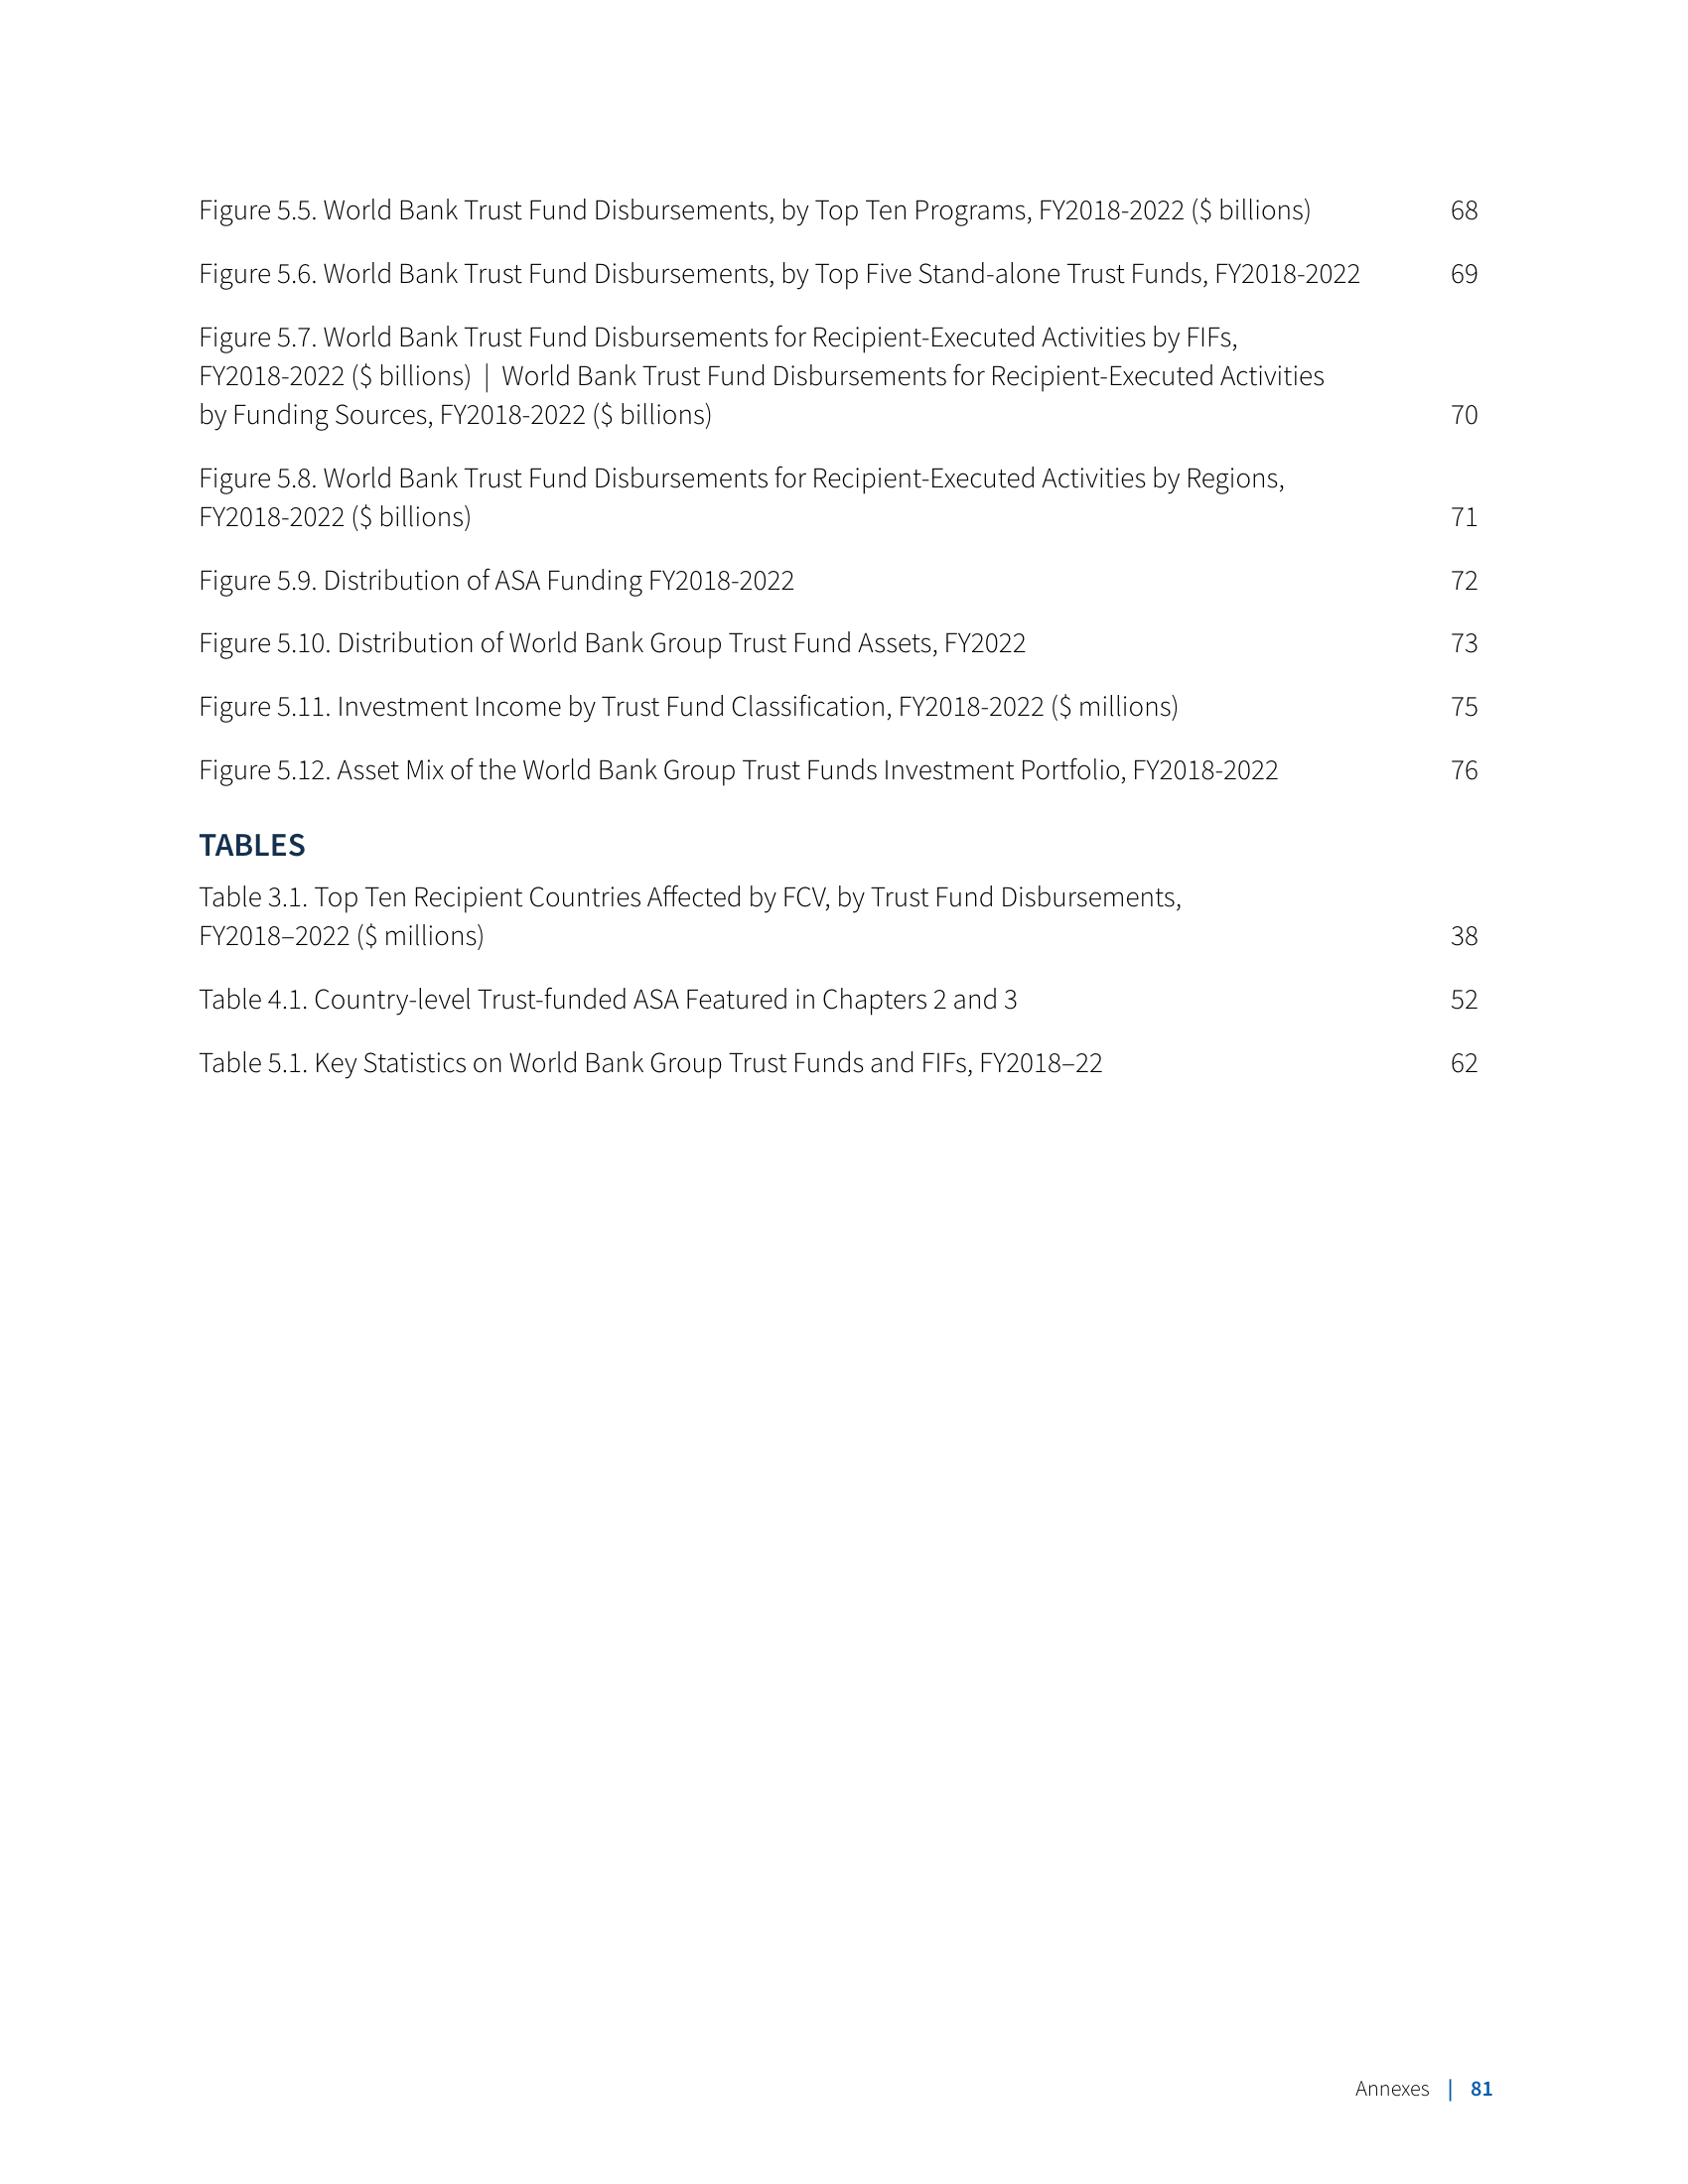 Figure 5.5. World Bank Trust Fund Disbursements, by Top Ten Programs, FY2018-2022 ($ billions) 68
Figure 5.6. World Bank Trust Fund Disbursements, by Top Five Stand-alone Trust Funds, FY2018-2022 69
Figure 5.7. World Bank Trust Fund Disbursements for Recipient-Executed Activities by FIFs,
FY2018-2022 ($ billions) | World Bank Trust Fund Disbursements for Recipient-Executed Activities
by Funding Sources, FY2018-2022 ($ billions) 70
Figure 5.8. World Bank Trust Fund Disbursements for Recipient-Executed Activities by Regions,
FY2018-2022 ($ billions) 71
Figure 5.9. Distribution of ASA Funding FY2018-2022 72
Figure 5.10. Distribution of World Bank Group Trust Fund Assets, FY2022 73
Figure 5.11. Investment Income by Trust Fund Classification, FY2018-2022 ($ millions) 75
Figure 5.12. Asset Mix of the World Bank Group Trust Funds Investment Portfolio, FY2018-2022 76
TABLES
Table 3.1. Top Ten Recipient Countries Affected by FCV, by Trust Fund Disbursements,
FY2018–2022 ($ millions) 38
Table 4.1. Country-level Trust-funded ASA Featured in Chapters 2 and 3 52
Table 5.1. Key Statistics on World Bank Group Trust Funds and FIFs, FY2018–22 62
Annexes | 81